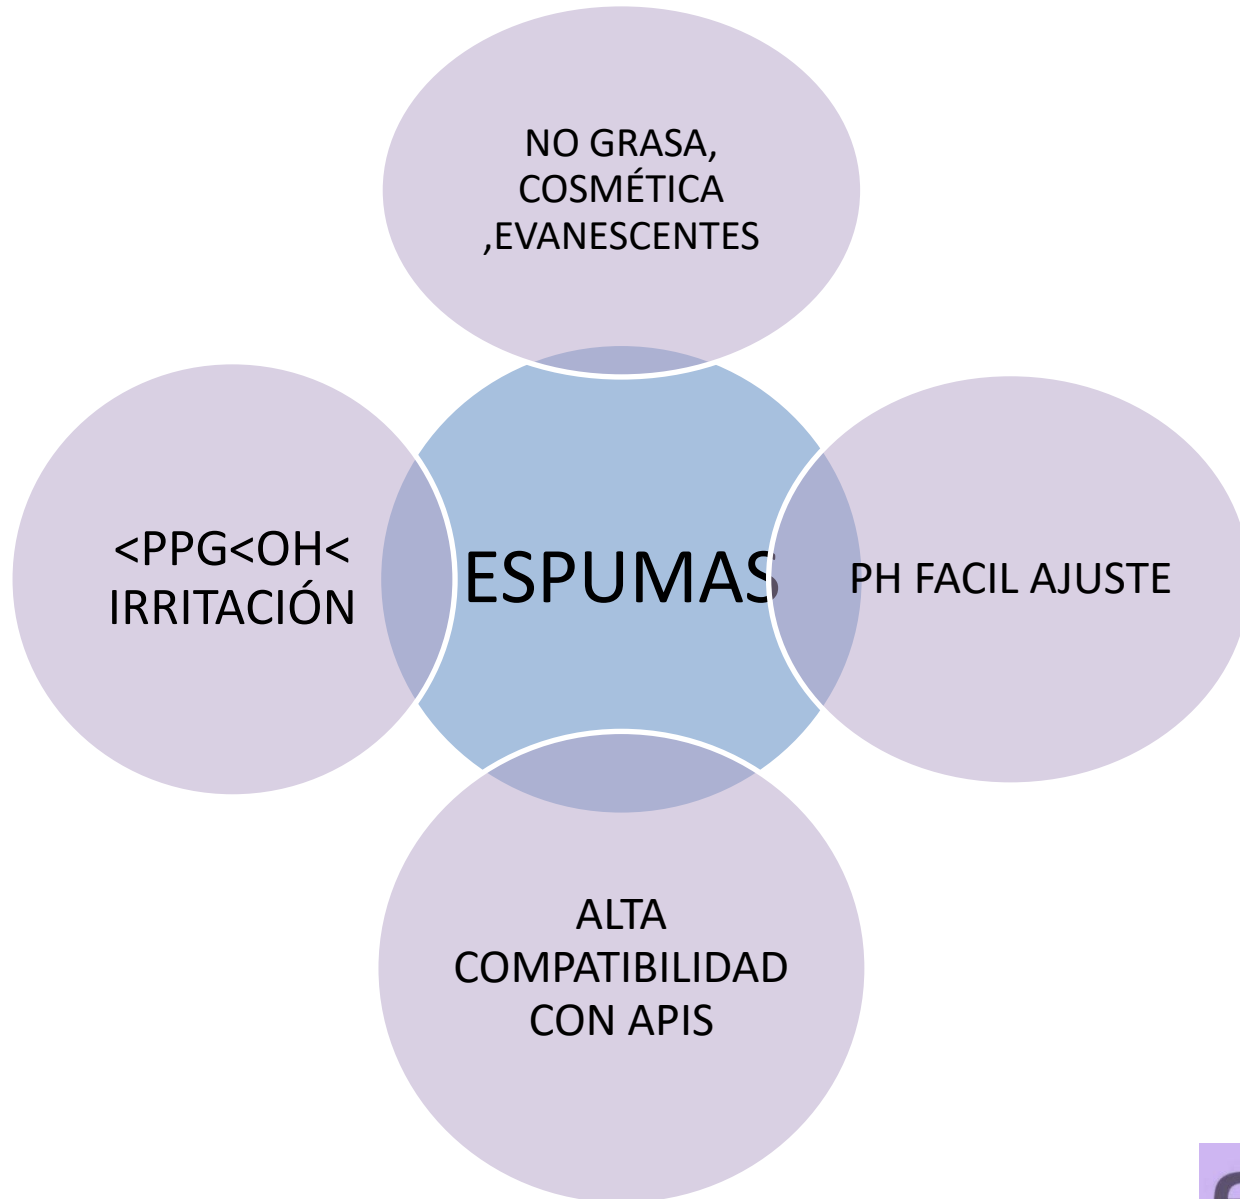 NO GRASA,
COSMÉTICA
,EVANESCENTES
<PPG<OH<
IRRITACIÓN
ESPUMAS
PH FACIL AJUSTE
ALTA
COMPATIBILIDAD
CON APIS